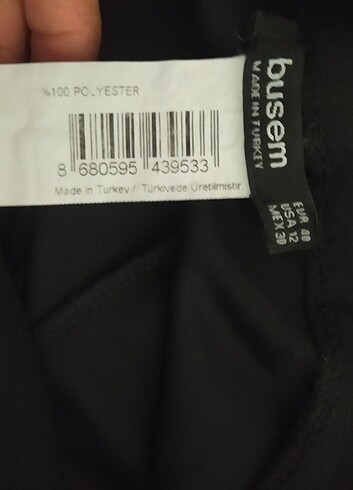 %100 POLYESTER
8 680595 439533
Made in Turkey / Türkiyede Üretilmiştir
busem
MADE IN TURKEY
EUR 40
USA 12
MEX 30